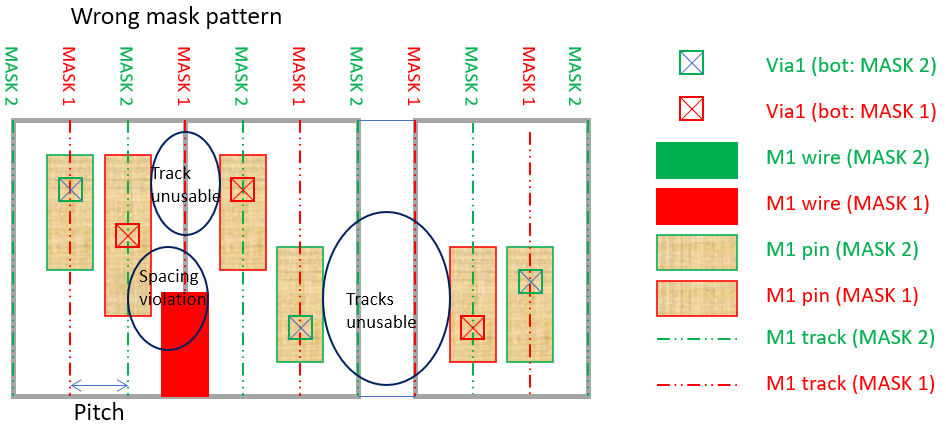 Wrong mask pattern
MASK 2
MASK 1
MASK 2
MASK 1
MASK 2
MASK 1
MASK 2
MASK 1
MASK 2
MASK 1
MASK 2
Track
unusable
Spacing
violation
Tracks
unusable
Pitch
Via1 (bot: MASK 2)
Via1 (bot: MASK 1)
M1 wire (MASK 2)
M1 wire (MASK 1)
M1 pin (MASK 2)
M1 pin (MASK 1)
M1 track (MASK 2)
M1 track (MASK 1)